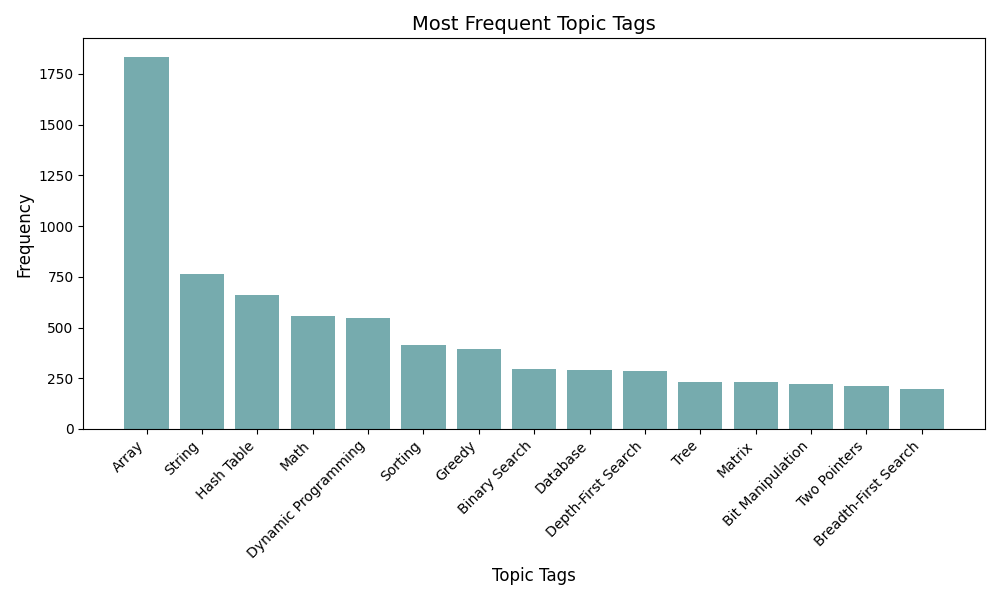 Most Frequent Topic Tags
Frequency
1750
1500
1250
1000
750
500
250
0
Array
String
Hash Table
Math
Dynamic Programming
Sorting
Greedy
Binary Search
Database
Depth-First Search
Tree
Matrix
Bit Manipulation
Two Pointers
Breadth-First Search
Topic Tags